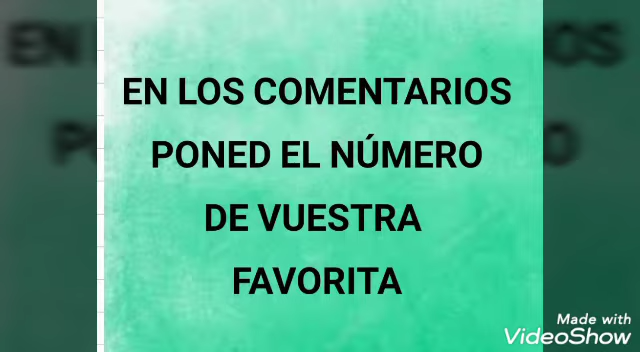 EN LOS COMENTARIOS
PONED EL NÚMERO
DE VUESTRA
FAVORITA
Made with
VideoShow